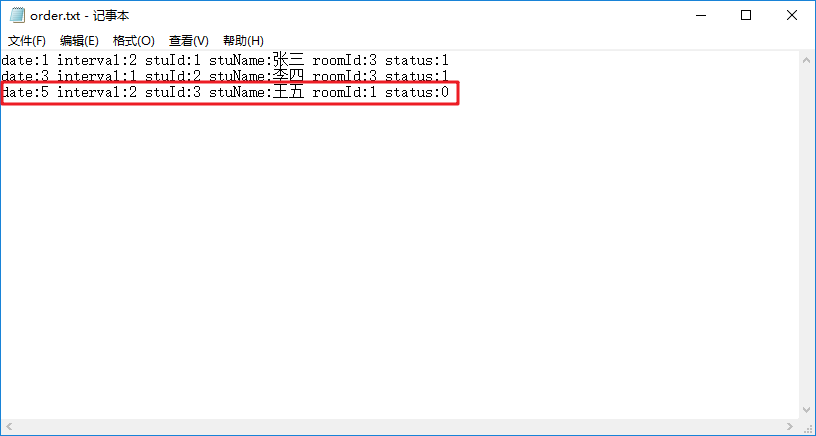 order.txt - 记事本
文件(F) 编辑(E) 格式(O) 查看(V) 帮助(H)
date:1 interval:2 stuId:1 stuName:张三 roomId:3 status:1
date:3 interval:1 stuId:2 stuName:李四 roomId:3 status:1
date:5 interval:2 stuId:3 stuName:王五 roomId:1 status:0